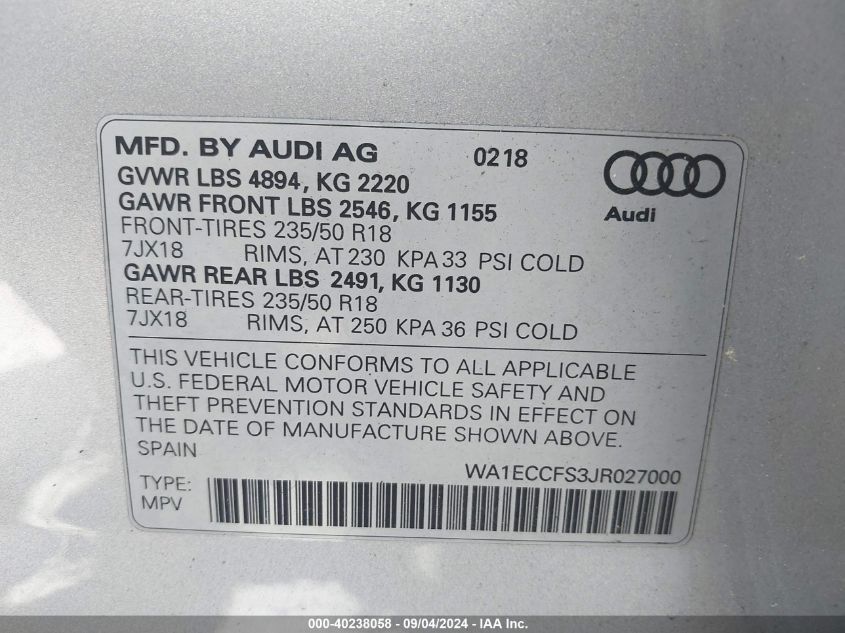 MFD. BY AUDI AG 0218
GVWR LBS 4894, KG 2220
GAWR FRONT LBS 2546, KG 1155
Audi
FRONT-TIRES 235/50 R18
7JX18 RIMS, AT 230 KPA 33 PSI COLD
GAWR REAR LBS 2491, KG 1130
REAR-TIRES 235/50 R18
7JX18 RIMS, AT 250 KPA 36 PSI COLD
THIS VEHICLE CONFORMS TO ALL APPLICABLE
U.S. FEDERAL MOTOR VEHICLE SAFETY AND
THEFT PREVENTION STANDARDS IN EFFECT ON
THE DATE OF MANUFACTURE SHOWN ABOVE.
SPAIN
WA1ECCFS3JR027000
TYPE:
MPV
000-40238058 - 09/04/2024 - IAAI Inc.